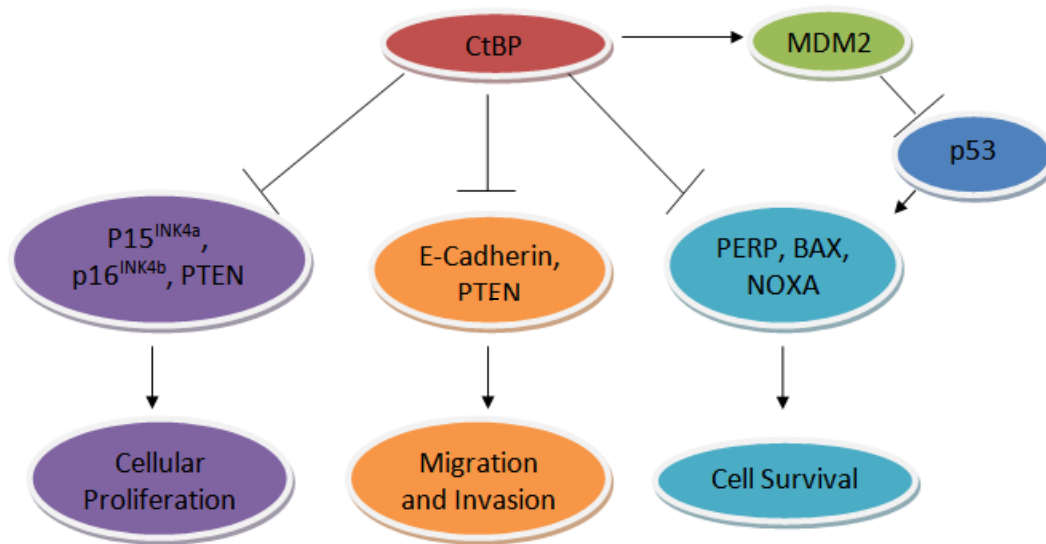 CtBP
MDM2
p53
P15INK4a,
p16INK4b, PTEN
E-Cadherin,
PTEN
PERP, BAX,
NOXA
Cellular
Proliferation
Migration
and Invasion
Cell Survival